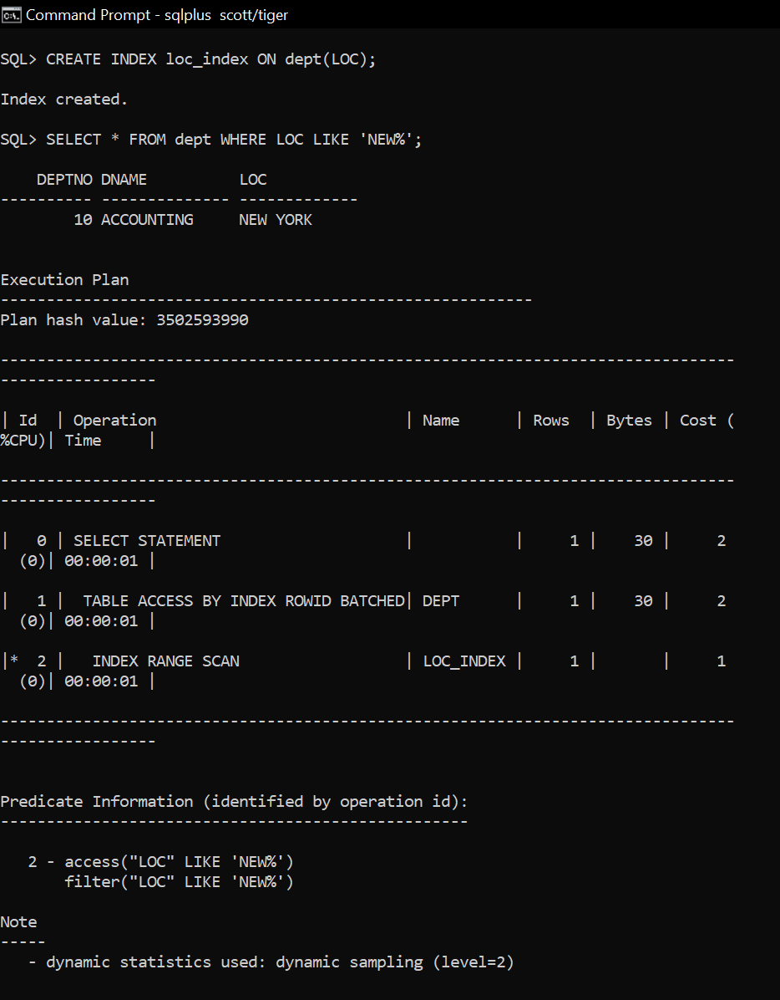 Command Prompt - sqlplus  scott/tiger
SQL> CREATE INDEX loc_index ON dept(LOC);
Index created.
SQL> SELECT * FROM dept WHERE LOC LIKE 'NEW%';
    DEPTNO DNAME          LOC
---------- -------------- -------------
        10 ACCOUNTING     NEW YORK
Execution Plan
----------------------------------------------------------
Plan hash value: 3502593990
--------------------------------------------------------------------------------
-----------------
| Id  | Operation                           | Name      | Rows  | Bytes | Cost (
%CPU)| Time     |
--------------------------------------------------------------------------------
-----------------
|   0 | SELECT STATEMENT                    |           |     1 |    30 |     2
  (0)| 00:00:01 |
|   1 |  TABLE ACCESS BY INDEX ROWID BATCHED| DEPT      |     1 |    30 |     2
  (0)| 00:00:01 |
|*  2 |   INDEX RANGE SCAN                  | LOC_INDEX |     1 |       |     1
  (0)| 00:00:01 |
--------------------------------------------------------------------------------
-----------------
Predicate Information (identified by operation id):
---------------------------------------------------
   2 - access("LOC" LIKE 'NEW%')
       filter("LOC" LIKE 'NEW%')
Note
-----
   - dynamic statistics used: dynamic sampling (level=2)